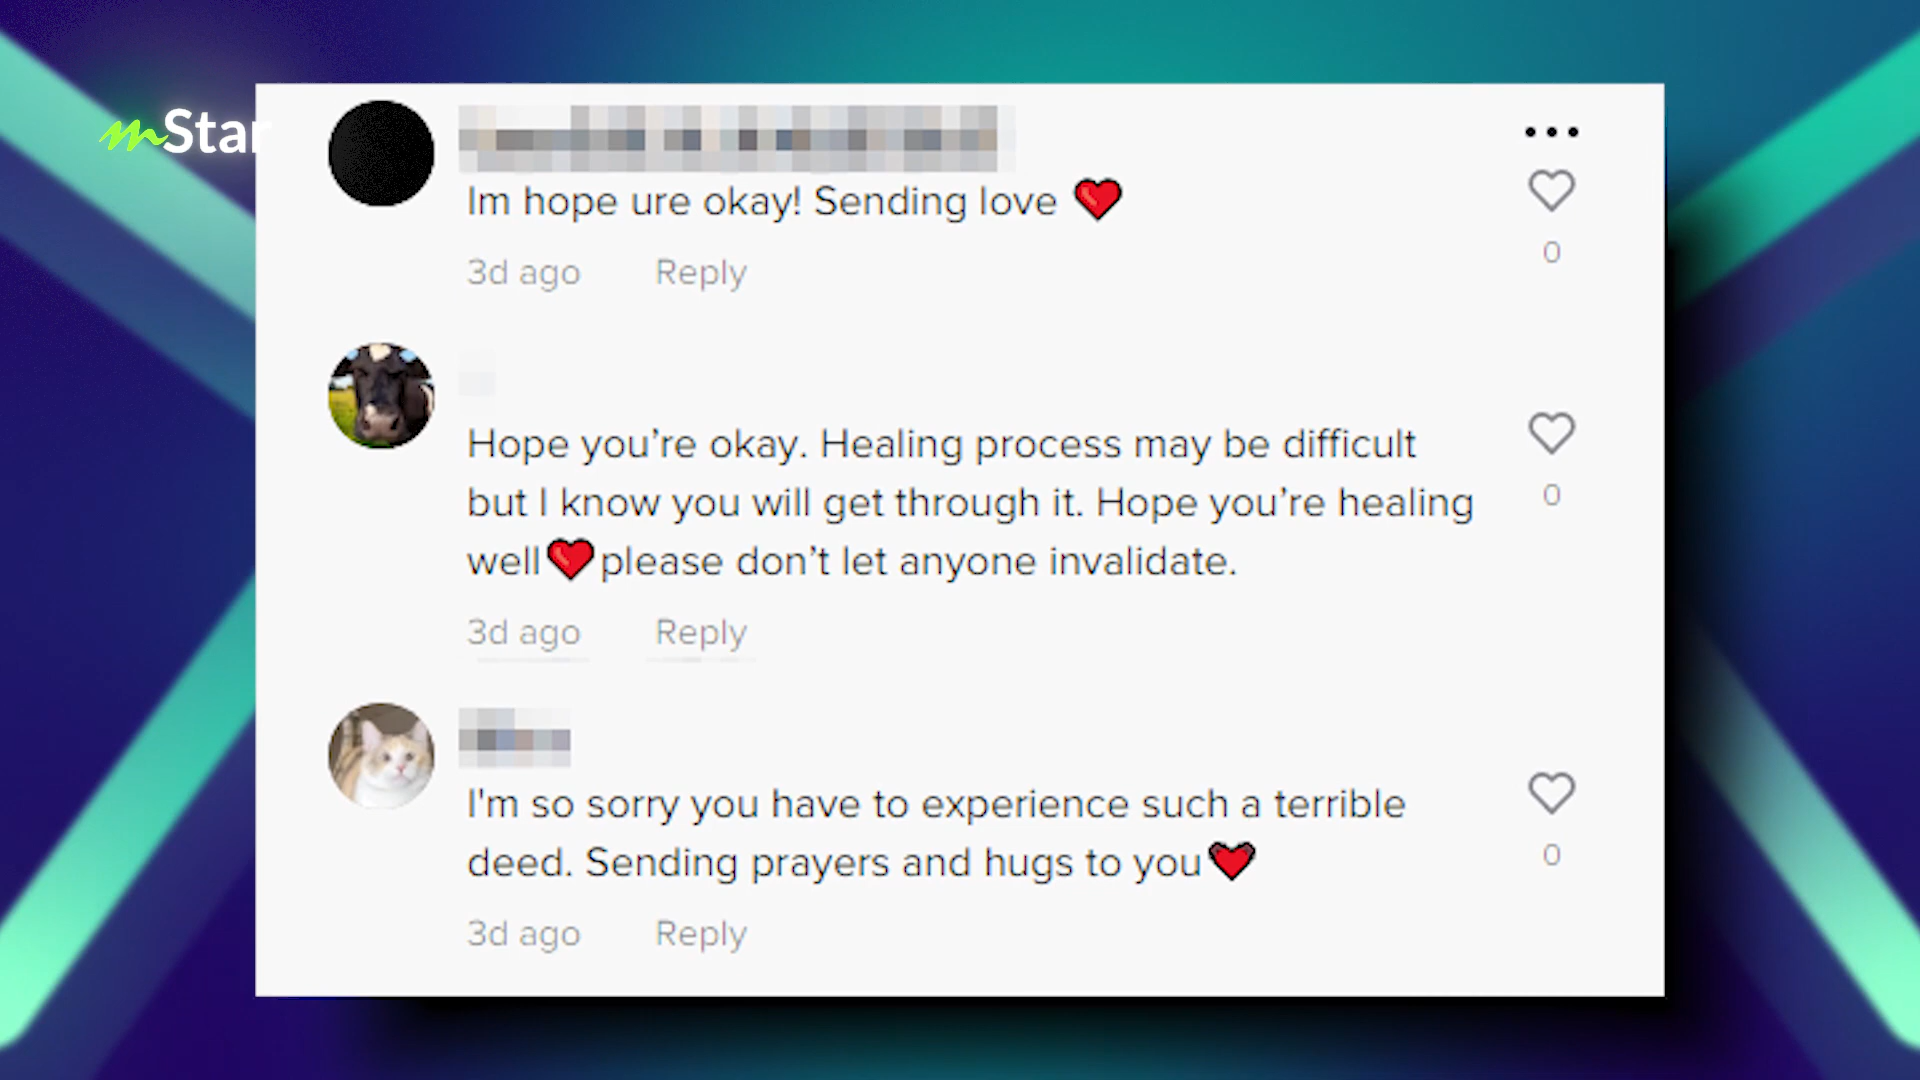 mStar
Im hope ure okay! Sending love ❤️
3d ago Reply
0
Hope you’re okay. Healing process may be difficult
but I know you will get through it. Hope you’re healing
well❤️please don’t let anyone invalidate.
3d ago Reply
0
I'm so sorry you have to experience such a terrible
deed. Sending prayers and hugs to you❤️
3d ago Reply
0